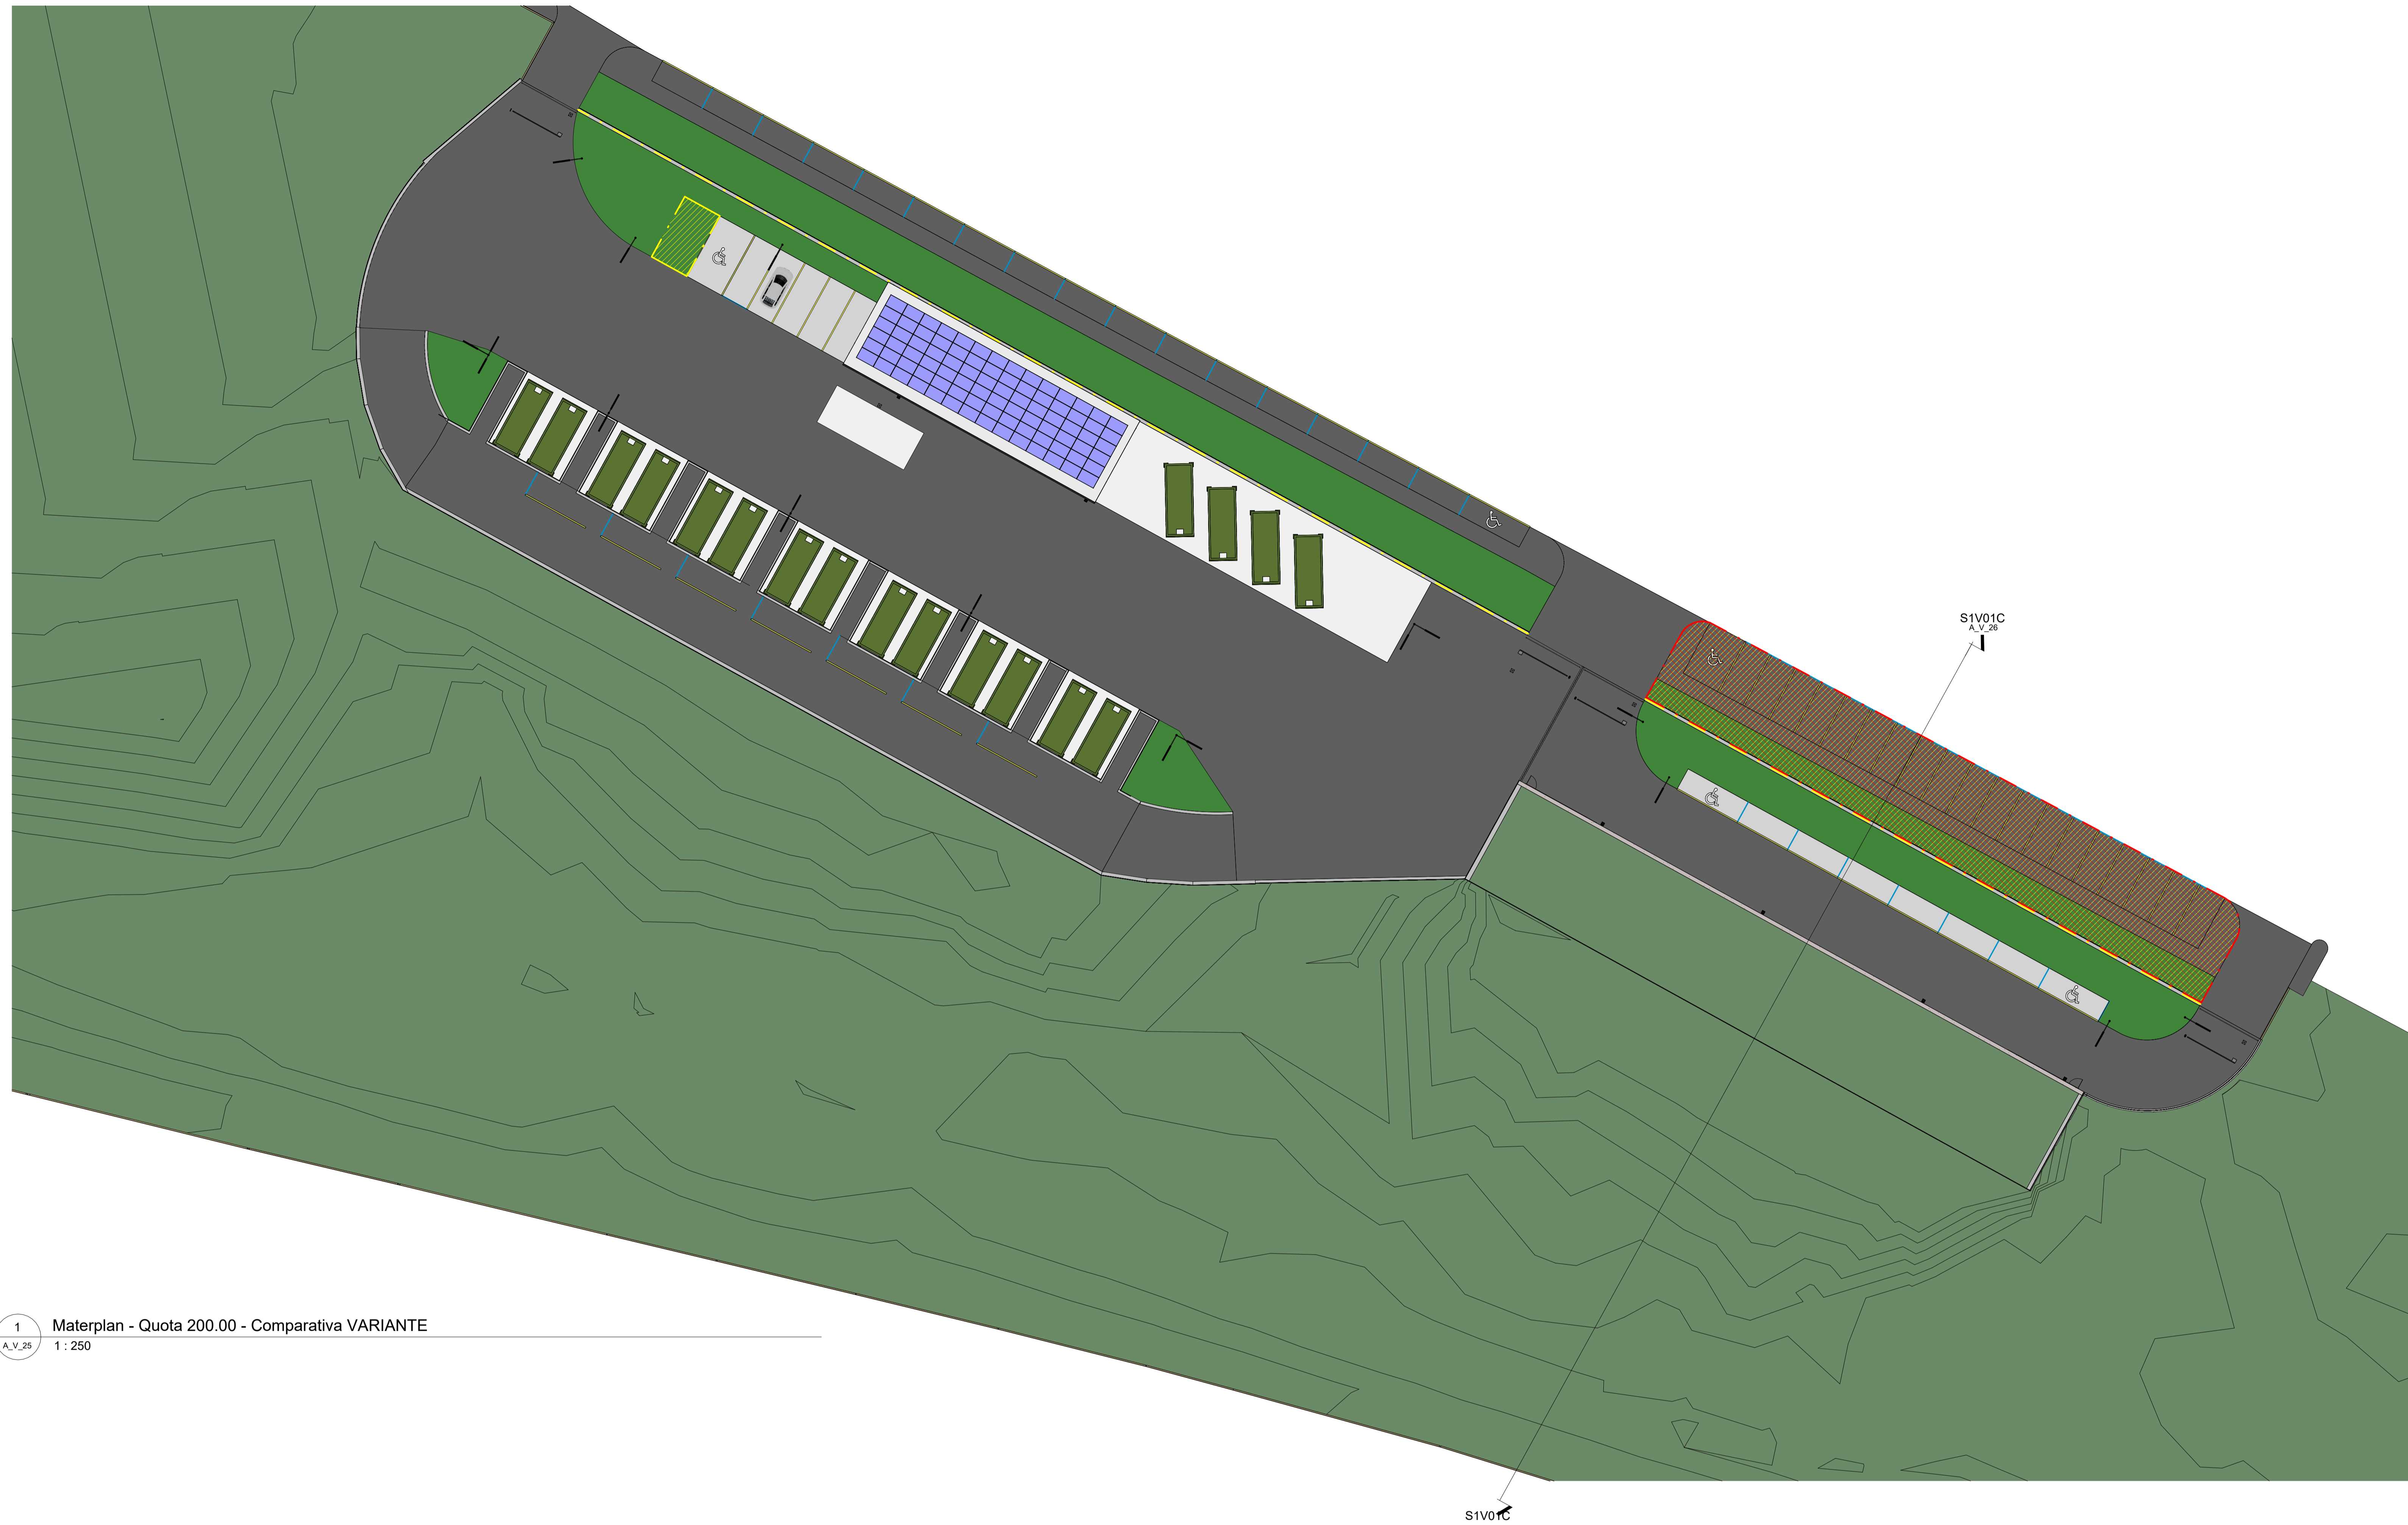 S1V01C
A_V_26
1
Materplan - Quota 200.00 - Comparativa VARIANTE
A_V_25
1 : 250
S1V01C